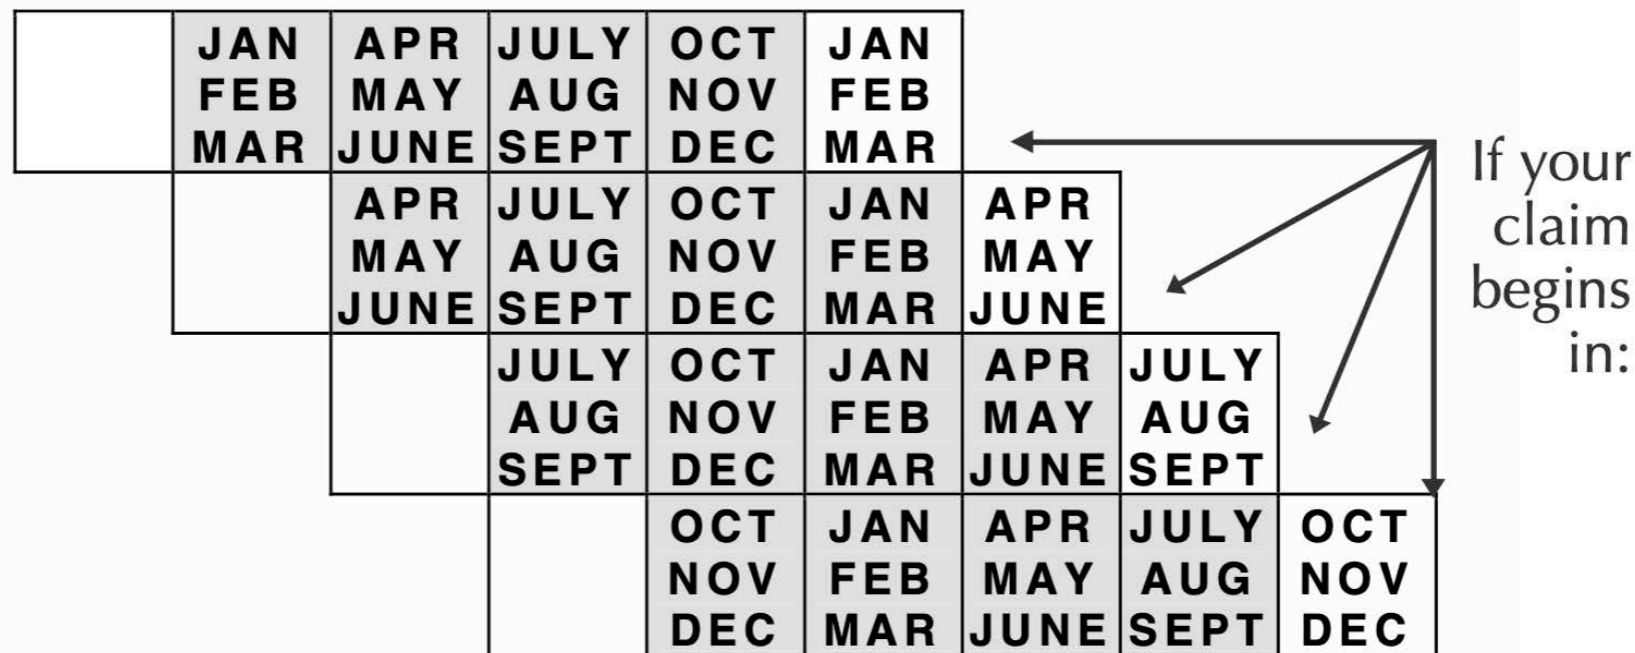 JAN APR JULY OCT JAN
FEB MAY AUG NOV FEB
MAR JUNE SEPT DEC MAR
APR JULY OCT JAN APR
MAY AUG NOV FEB MAY
JUNE SEPT DEC MAR JUNE
JULY OCT JAN APR JULY
AUG NOV FEB MAY AUG
SEPT DEC MAR JUNE SEPT
OCT JAN APR JULY OCT
NOV FEB MAY AUG NOV
DEC MAR JUNE SEPT DEC
If your
claim
begins
in: